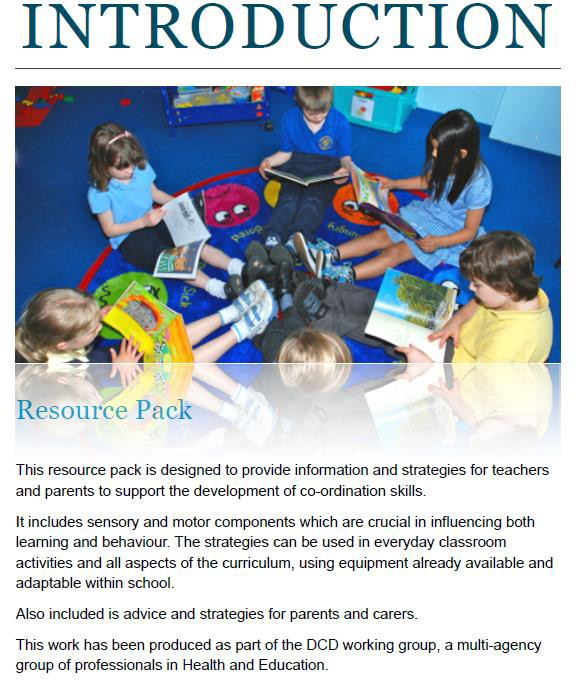 INTRODUCTION
Resource Pack
This resource pack is designed to provide information and strategies for teachers
and parents to support the development of co-ordination skills.
It includes sensory and motor components which are crucial in influencing both
learning and behaviour. The strategies can be used in everyday classroom
activities and all aspects of the curriculum, using equipment already available and
adaptable within school.
Also included is advice and strategies for parents and carers.
This work has been produced as part of the DCD working group, a multi-agency
group of professionals in Health and Education.